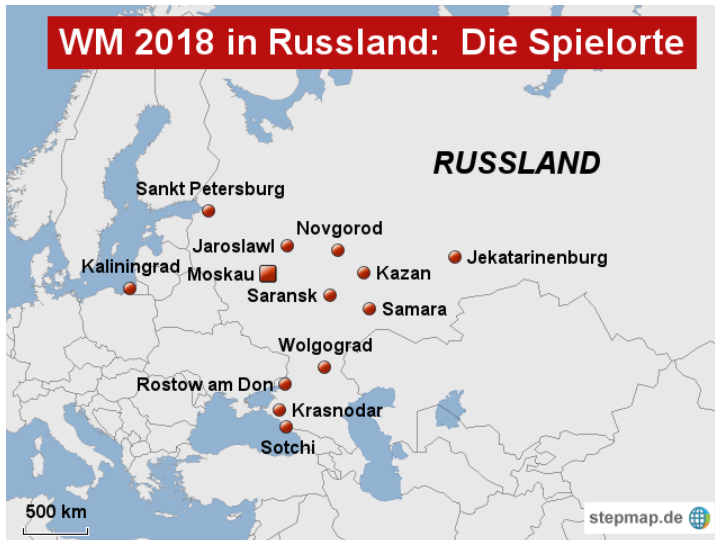 WM 2018 in Russland: Die Spielorte
RUSSLAND
Sankt Petersburg
Novgorod
Jaroslawl
Jekatarinenburg
Kaliningrad
Moskau
Kazan
Saransk
Samara
Wolgograd
Rostow am Don
Krasnodar
Sotchi
500 km
stepmap.de